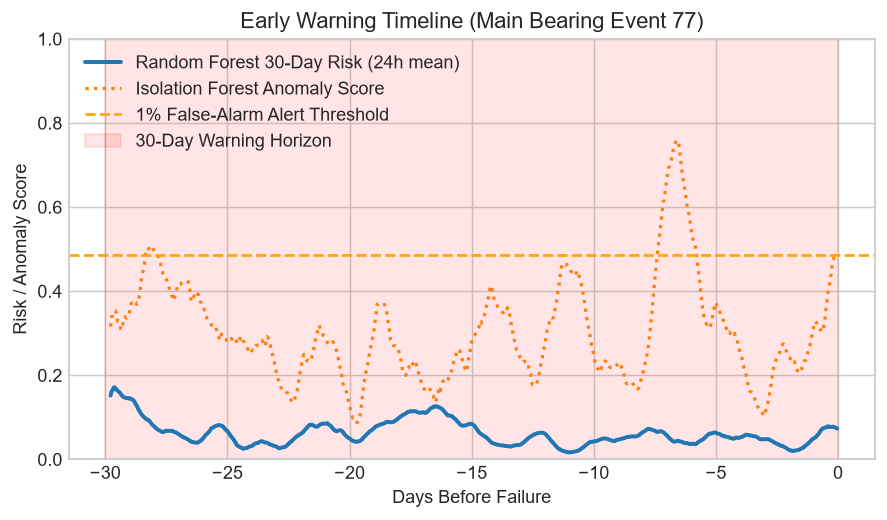 Early Warning Timeline (Main Bearing Event 77)
Random Forest 30-Day Risk (24h mean)
Isolation Forest Anomaly Score
1% False-Alarm Alert Threshold
30-Day Warning Horizon
Risk / Anomaly Score
1.0
0.8
0.6
0.4
0.2
0.0
−30 −25 −20 −15 −10 −5 0
Days Before Failure